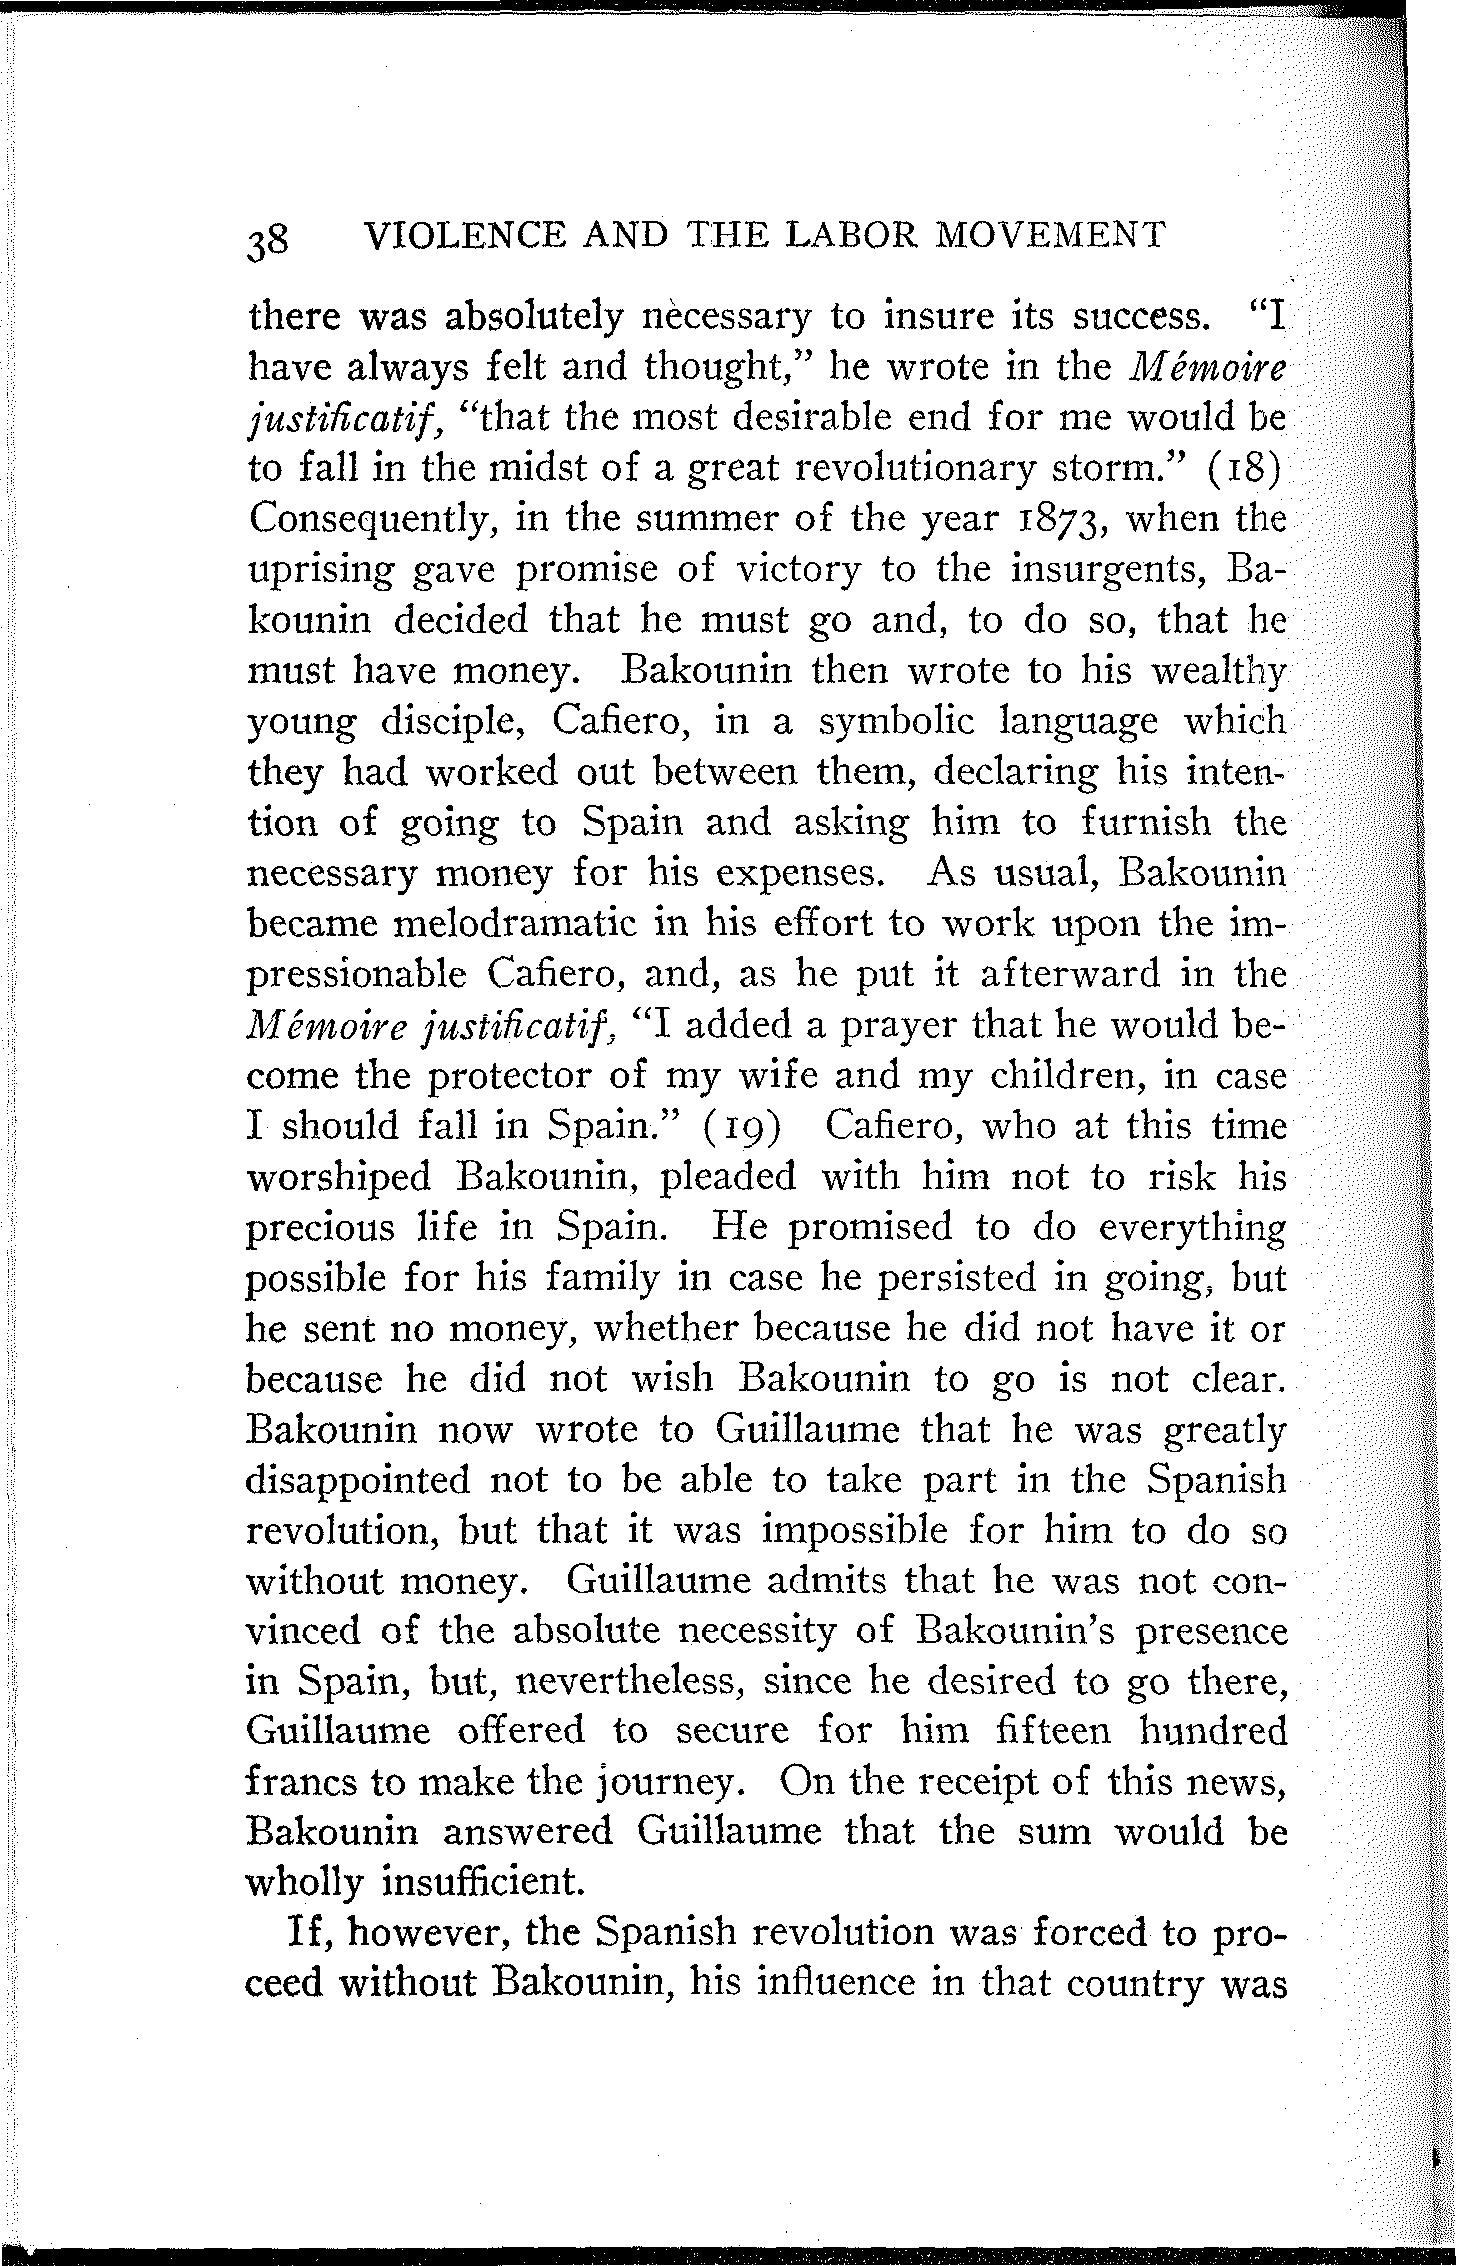 38 VIOLENCE AND THE LABOR MOVEMENT
there was absolutely necessary to insure its success. "I
have always felt and thought," he wrote in the Mémoire
justificatif, "that the most desirable end for me would be
to fall in the midst of a great revolutionary storm." (18)
Consequently, in the summer of the year 1873, when the
uprising gave promise of victory to the insurgents, Ba-
kounin decided that he must go and, to do so, that he
must have money. Bakounin then wrote to his wealthy
young disciple, Cafiero, in a symbolic language which
they had worked out between them, declaring his inten-
tion of going to Spain and asking him to furnish the
necessary money for his expenses. As usual, Bakounin
became melodramatic in his effort to work upon the im-
pressionable Cafiero, and, as he put it afterward in the
Mémoire justificatif, "I added a prayer that he would be-
come the protector of my wife and my children, in case
I should fall in Spain." (19) Cafiero, who at this time
worshiped Bakounin, pleaded with him not to risk his
precious life in Spain. He promised to do everything
possible for his family in case he persisted in going, but
he sent no money, whether because he did not have it or
because he did not wish Bakounin to go is not clear.
Bakounin now wrote to Guillaume that he was greatly
disappointed not to be able to take part in the Spanish
revolution, but that it was impossible for him to do so
without money. Guillaume admits that he was not con-
vinced of the absolute necessity of Bakounin's presence
in Spain, but, nevertheless, since he desired to go there,
Guillaume offered to secure for him fifteen hundred
francs to make the journey. On the receipt of this news,
Bakounin answered Guillaume that the sum would be
wholly insufficient.
If, however, the Spanish revolution was forced to pro-
ceed without Bakounin, his influence in that country was